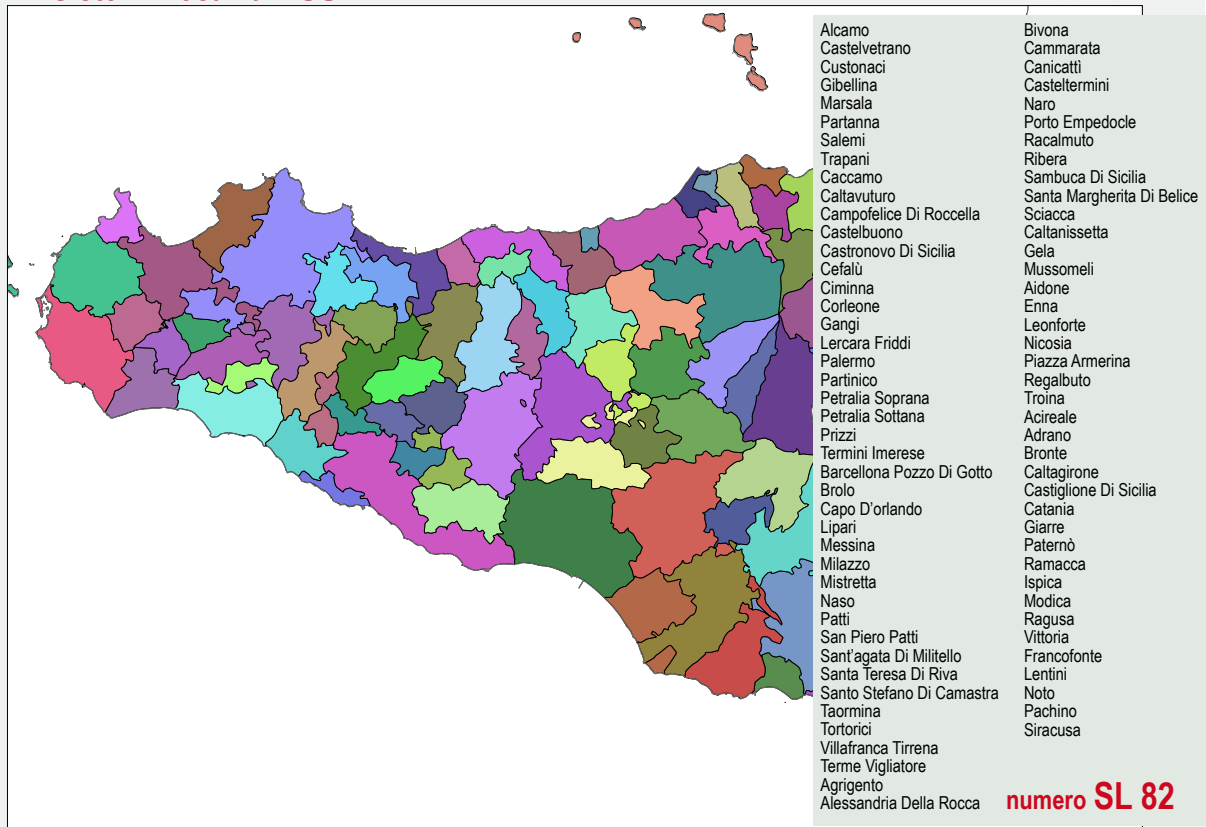 Alcamo
Castelvetrano
Custonaci
Gibellina
Marsala
Partanna
Salemi
Trapani
Caccamo
Caltavuturo
Campofelice Di Roccella
Castelbuono
Castronovo Di Sicilia
Cefalù
Ciminna
Corleone
Gangi
Lercara Friddi
Palermo
Partinico
Petralia Soprana
Petralia Sottana
Prizzi
Termini Imerese
Barcellona Pozzo Di Gotto
Brolo
Capo D'orlando
Lipari
Messina
Milazzo
Mistretta
Naso
Patti
San Piero Patti
Sant'agata Di Militello
Santa Teresa Di Riva
Santo Stefano Di Camastra
Taormina
Tortorici
Villafranca Tirrena
Terme Vigliatore
Agrigento
Alessandria Della Rocca
Bivona
Cammarata
Canicattì
Casteltermini
Naro
Porto Empedocle
Racalmuto
Ribera
Sambuca Di Sicilia
Santa Margherita Di Belice
Sciacca
Caltanissetta
Gela
Mussomeli
Aidone
Enna
Leonforte
Nicosia
Piazza Armerina
Regalbuto
Troina
Acireale
Adrano
Bronte
Caltagirone
Castiglione Di Sicilia
Catania
Giarre
Paternò
Ramacca
Ispica
Modica
Ragusa
Vittoria
Francofonte
Lentini
Noto
Pachino
Siracusa
numero SL 82